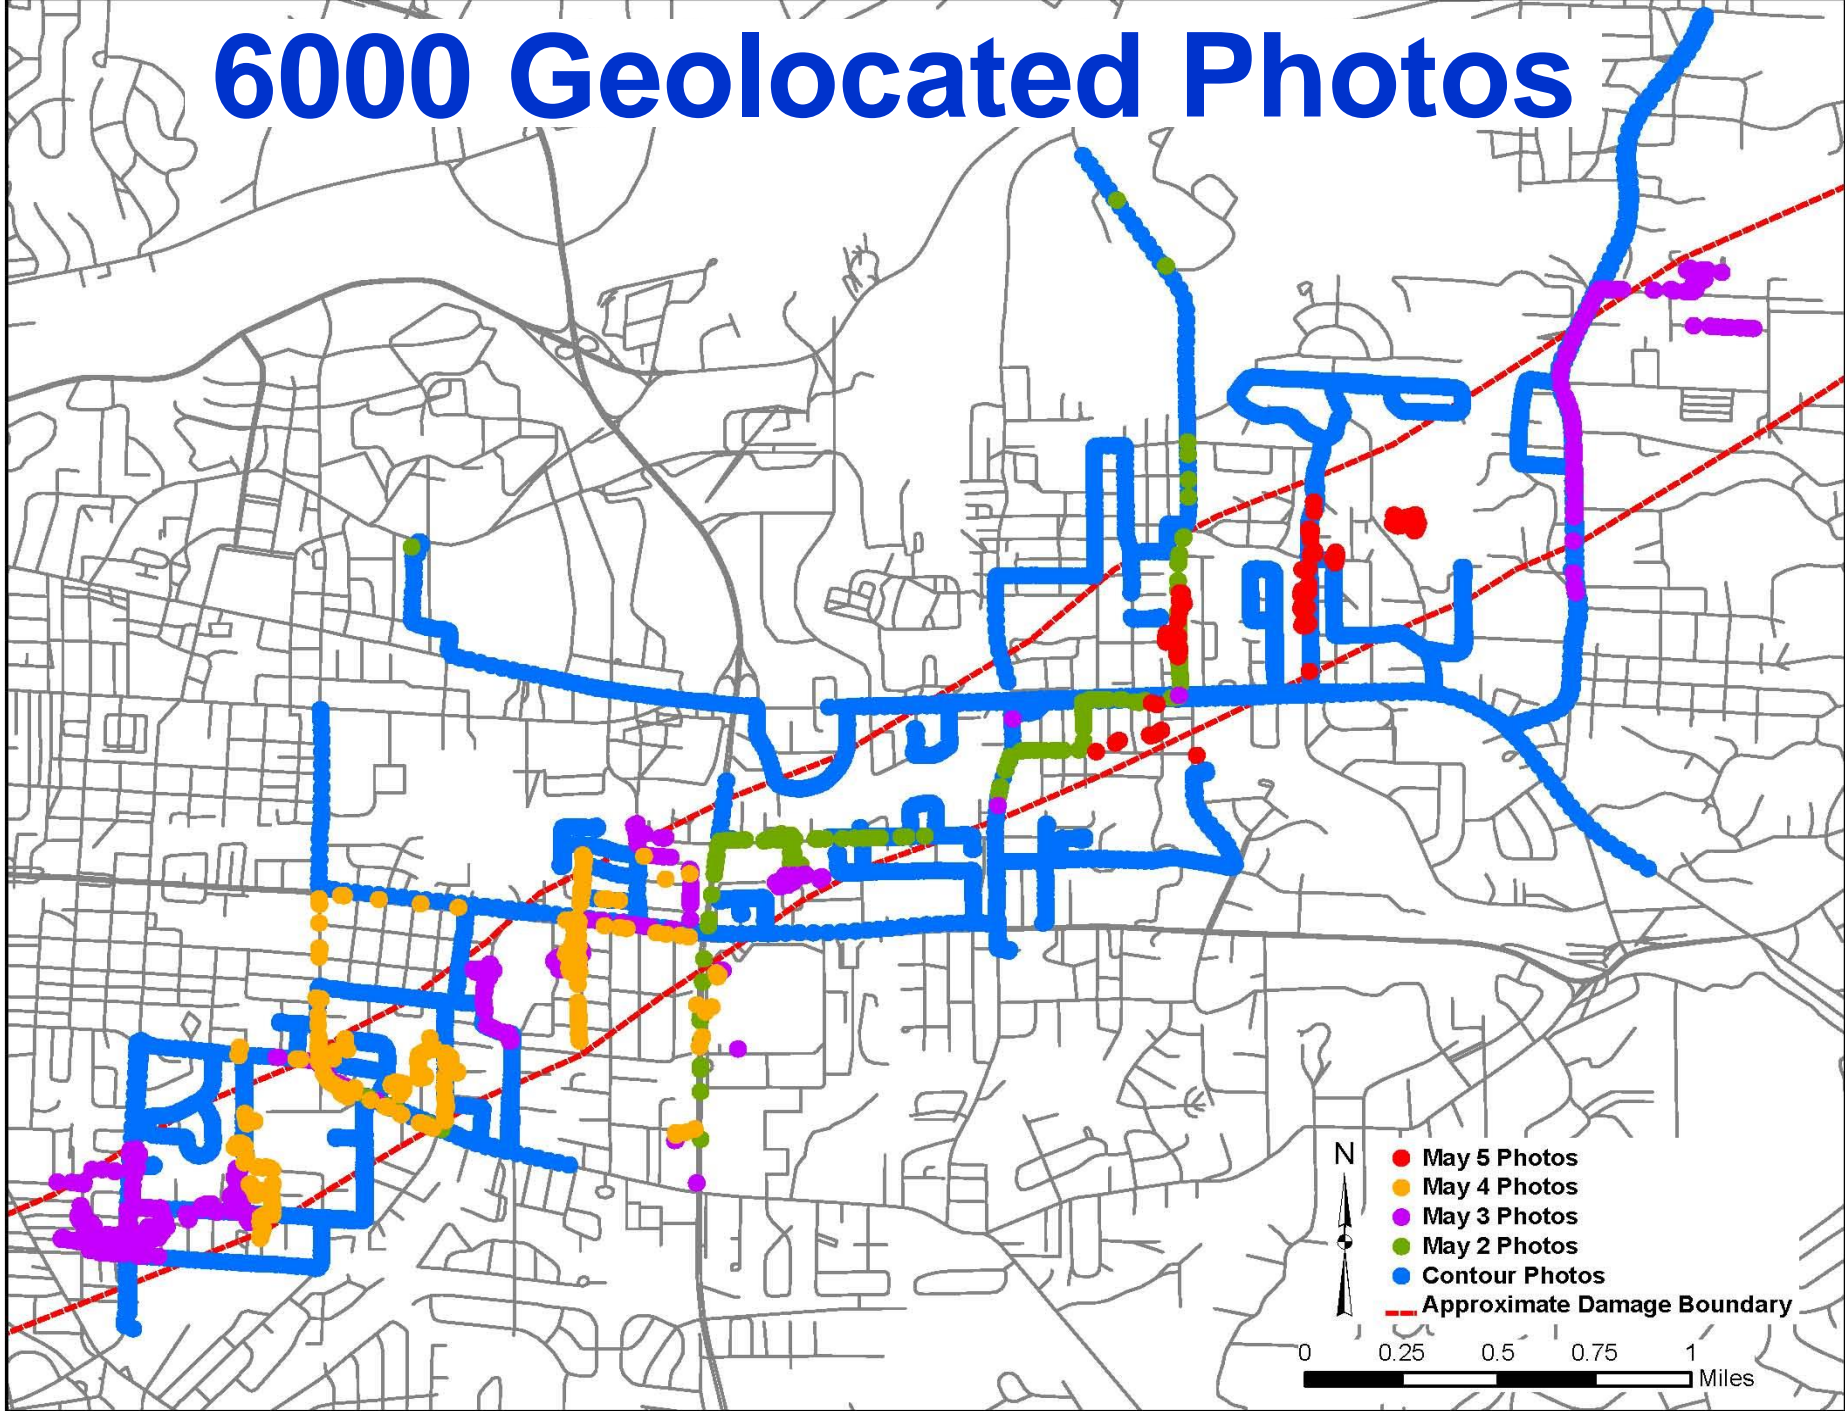 6000 Geolocated Photos
N
May 5 Photos
May 4 Photos
May 3 Photos
May 2 Photos
Contour Photos
Approximate Damage Boundary
0 0.25 0.5 0.75 1
Miles